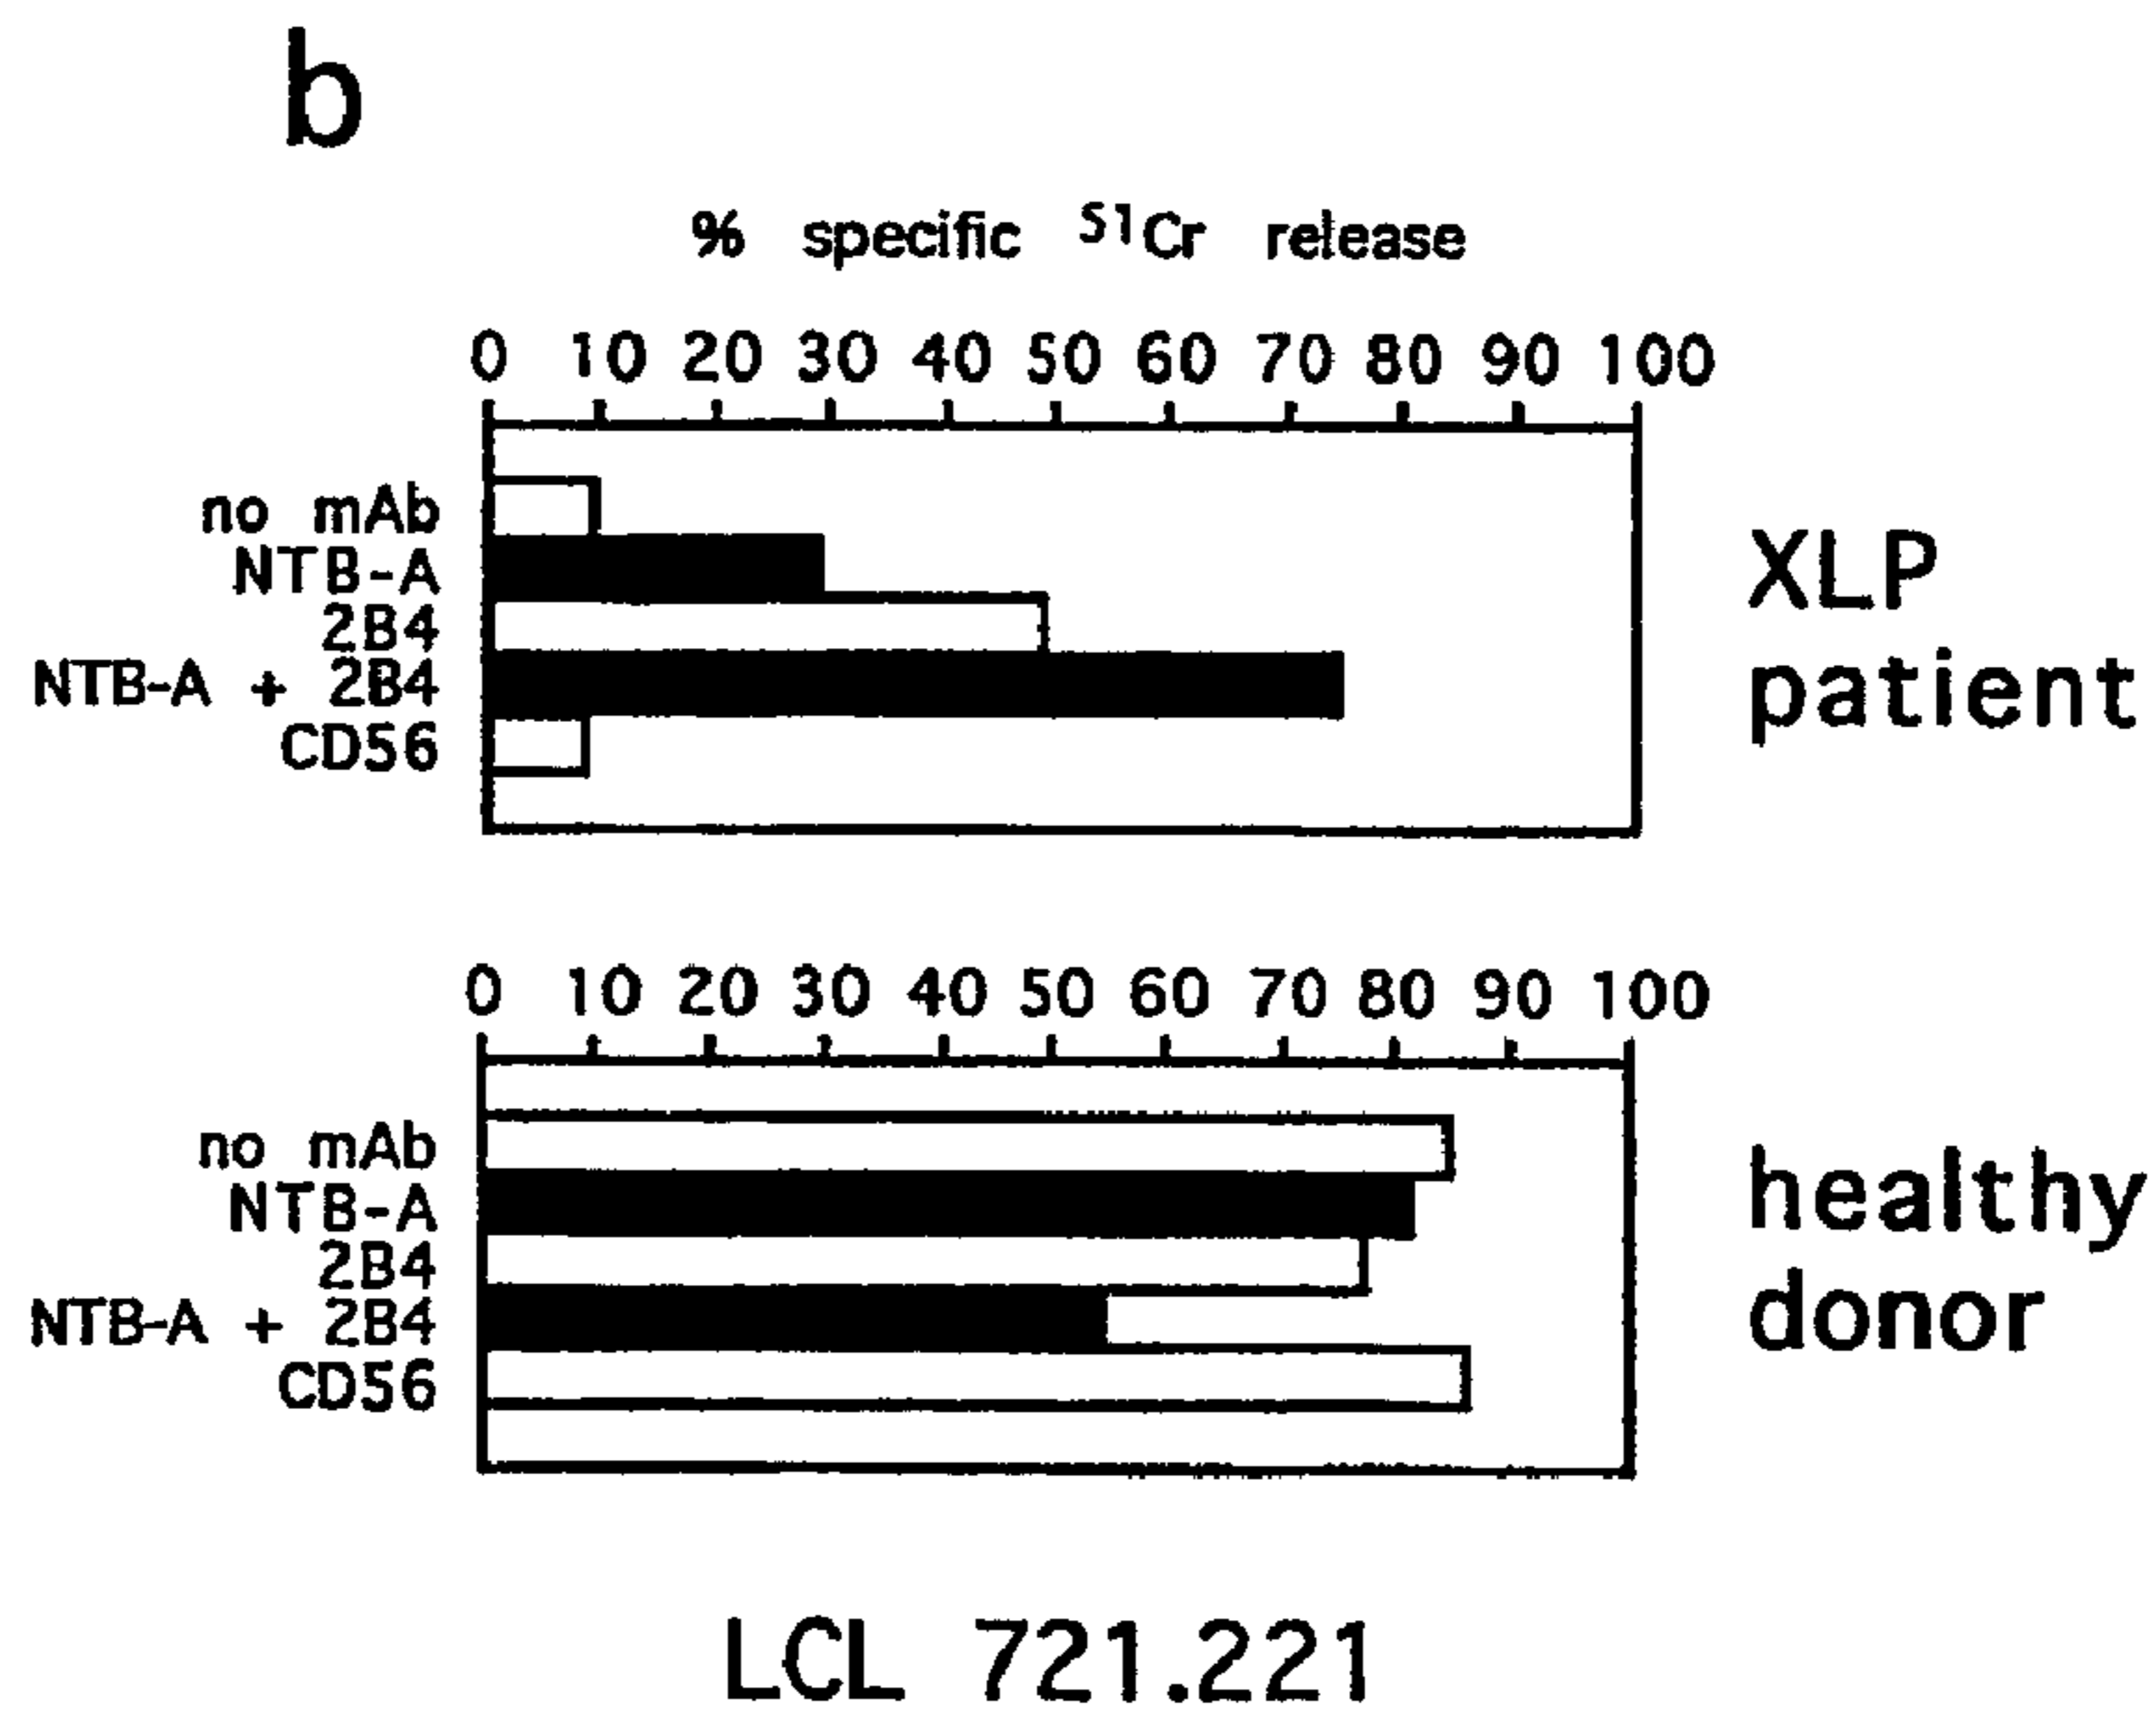 b
% specific 51Cr release
0 10 20 30 40 50 60 70 80 90 100
no mAb
NTB-A
2B4
NTB-A + 2B4
CD56
XLP
patient
0 10 20 30 40 50 60 70 80 90 100
no mAb
NTB-A
2B4
NTB-A + 2B4
CD56
healthy
donor
LCL 721.221